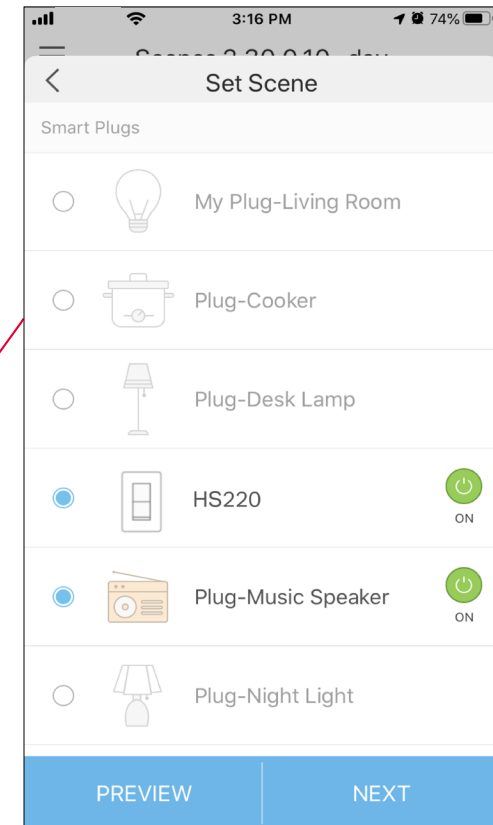 3:16 PM 74%
Set Scene
Smart Plugs
My Plug-Living Room
Plug-Cooker
Plug-Desk Lamp
HS220
ON
Plug-Music Speaker
ON
Plug-Night Light
PREVIEW NEXT